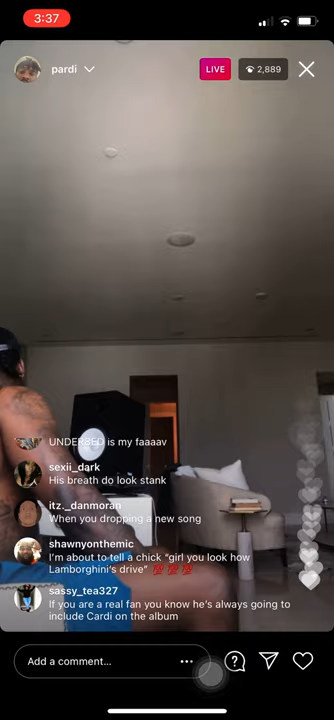 3:37
pardi
LIVE
2,889
UNDER8ED is my faaaav
sexii_dark
His breath do look stank
itz._danmoran
When you dropping a new song
shawnyonthemic
I'm about to tell a chick "girl you look how
Lamborghini's drive" 💯💯💯
sassy_tea327
If you are a real fan you know he's always going to
include Cardi on the album
Add a comment...